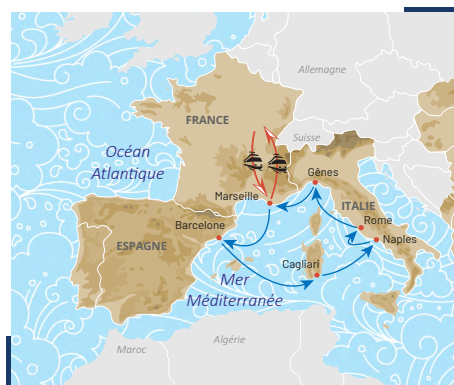 Allemagne
FRANCE
Suisse
Océan
Atlantique
Gênes
Marseille
ITALIE
Rome
Barcelone
Naples
ESPAGNE
Cagliari
Mer
Méditerranée
Algérie
Maroc